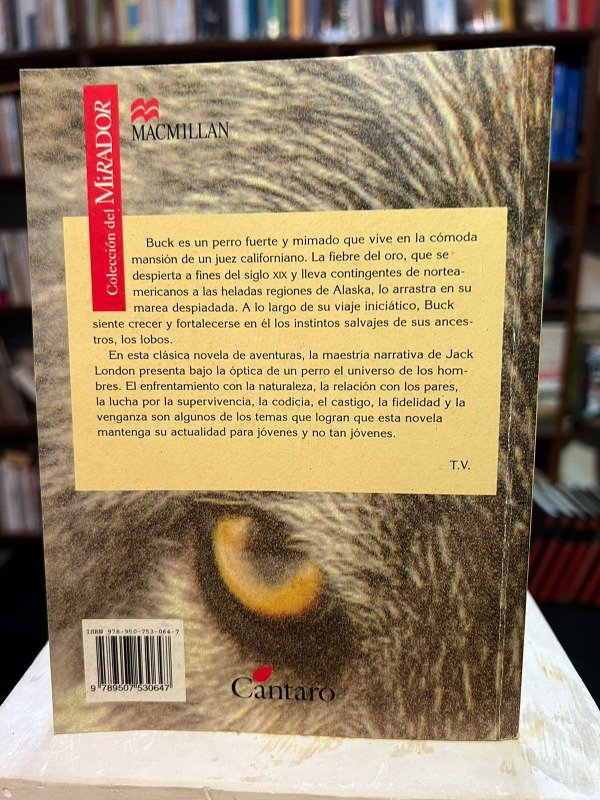 Colección del MiRADOR
MACMILLAN
Buck es un perro fuerte y mimado que vive en la cómoda
mansión de un juez californiano. La fiebre del oro, que se
despierta a fines del siglo XIX y lleva contingentes de nortea-
mericanos a las heladas regiones de Alaska, lo arrastra en su
marea despiadada. A lo largo de su viaje iniciático, Buck
siente crecer y fortalecerse en él los instintos salvajes de sus ances-
tros, los lobos.
En esta clásica novela de aventuras, la maestría narrativa de Jack
London presenta bajo la óptica de un perro el universo de los hom-
bres. El enfrentamiento con la naturaleza, la relación con los pares,
la lucha por la supervivencia, la codicia, el castigo, la fidelidad y la
venganza son algunos de los temas que logran que esta novela
mantenga su actualidad para jóvenes y no tan jóvenes.
T.V.
ISBN 978-950-753-064-7
9 789507 530647
Cántaro